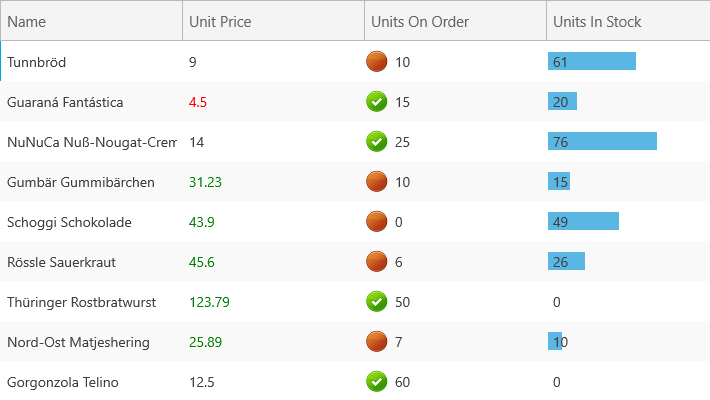 Name Unit Price Units On Order Units In Stock
Tunnbröd 9 10 61
Guaraná Fantástica 4.5 15 20
NuNuCa Nuß-Nougat-Crem 14 25 76
Gumbär Gummibärchen 31.23 10 15
Schoggi Schokolade 43.9 0 49
Rössle Sauerkraut 45.6 6 26
Thüringer Rostbratwurst 123.79 50 0
Nord-Ost Matjeshering 25.89 7 10
Gorgonzola Telino 12.5 60 0